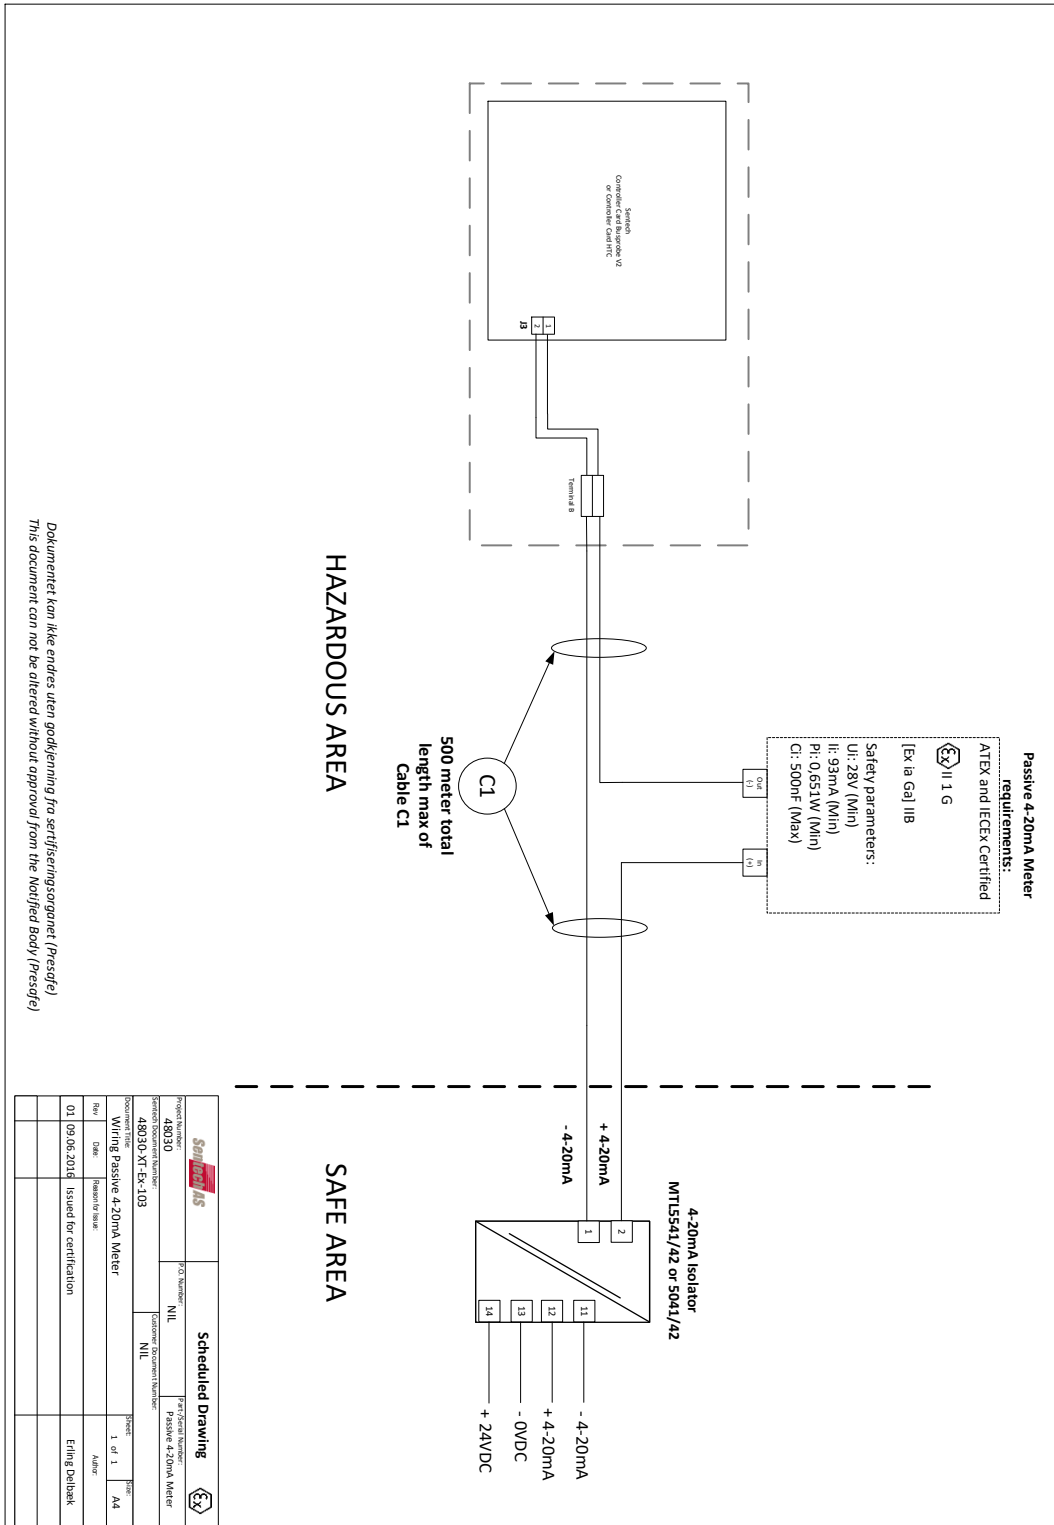 Passive 4-20mA Meter
requirements:
ATEX and IECEx Certified
Ex II 1 G
[Ex ia Ga] IIB
Safety parameters:
Ui: 28V (Min)
Ii: 93mA (Min)
Pi: 0,651W (Min)
Ci: 500nF (Max)
Out
(-)
In
(+)
Sentech
Controller Card Busprobe V2
or Controller Card HTC
1
2
J3
Terminal B
C1
500 meter total
length max of
Cable C1
HAZARDOUS AREA
SAFE AREA
4-20mA Isolator
MTL5541/42 or 5041/42
+ 4-20mA
- 4-20mA
2
1
11
12
13
14
- 4-20mA
+ 4-20mA
- 0VDC
+ 24VDC
Dokumentet kan ikke endres uten godkjenning fra sertifiseringsorganet (Presafe)
This document can not be altered without approval from the Notified Body (Presafe)
Sentech AS
Scheduled Drawing
Ex
Project Number:
48030
P.O. Number:
NIL
Part-/Serial Number:
Passive 4-20mA Meter
Sentech Document Number:
48030-XT-Ex-103
Customer Document Number:
NIL
Document Title:
Wiring Passive 4-20mA Meter
Sheet:
1 of 1
Size:
A4
Rev
Date:
Reason for Issue:
Author:
01
09.06.2016
Issued for certification
Erling Delbæk